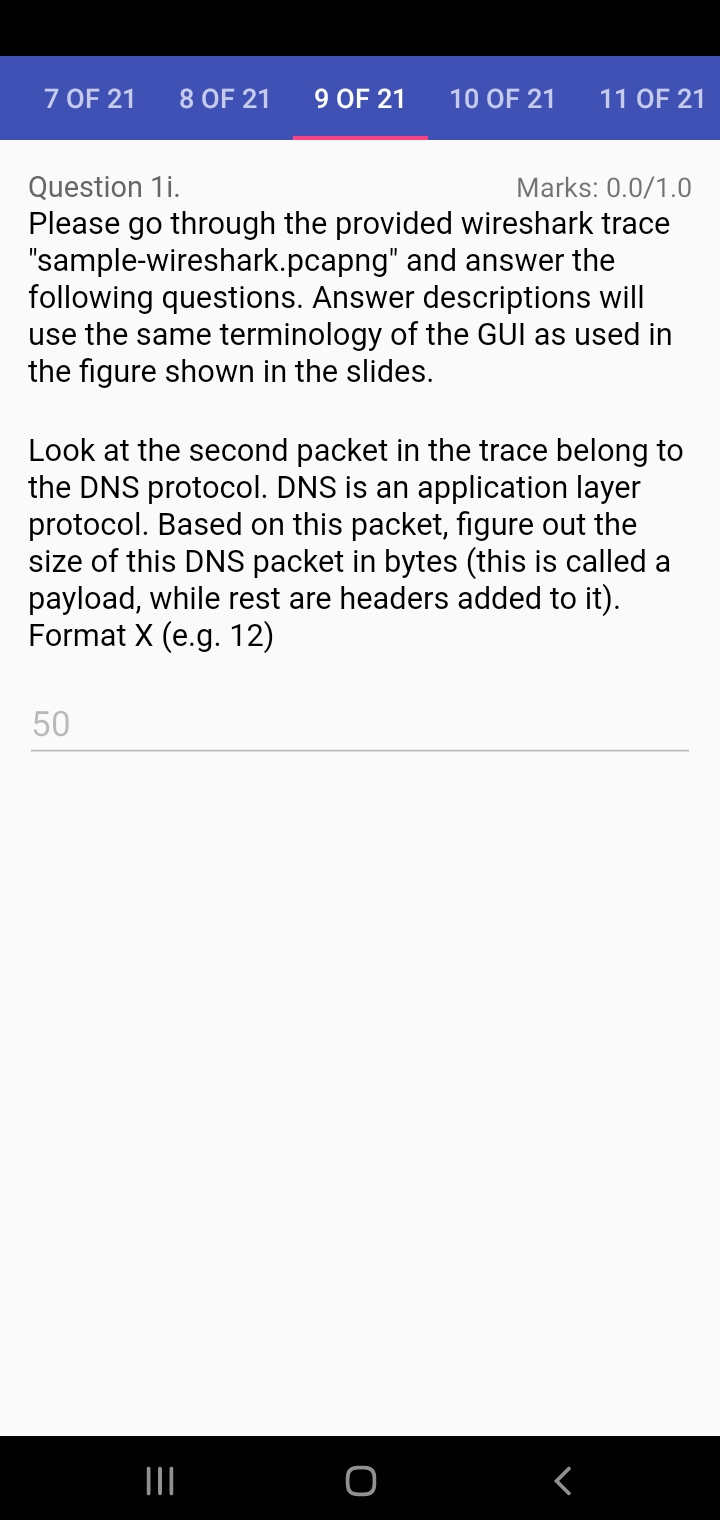 7 OF 21 8 OF 21 9 OF 21 10 OF 21 11 OF 21
Question 1i. Marks: 0.0/1.0
Please go through the provided wireshark trace
"sample-wireshark.pcapng" and answer the
following questions. Answer descriptions will
use the same terminology of the GUI as used in
the figure shown in the slides.
Look at the second packet in the trace belong to
the DNS protocol. DNS is an application layer
protocol. Based on this packet, figure out the
size of this DNS packet in bytes (this is called a
payload, while rest are headers added to it).
Format X (e.g. 12)
50